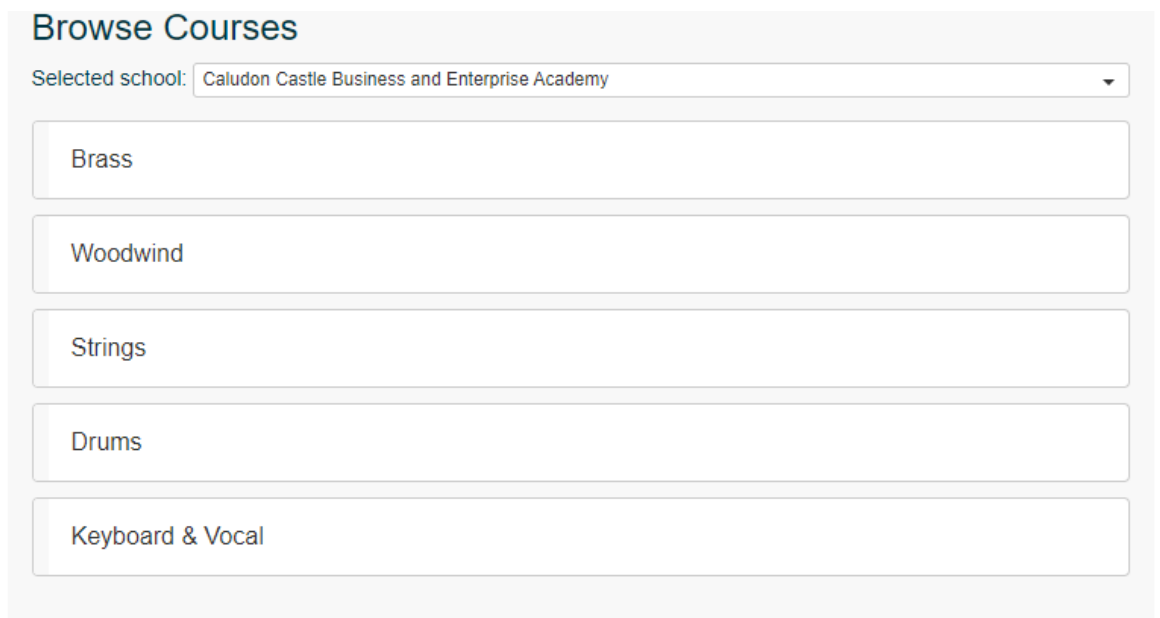 Browse Courses
Selected school: Caludon Castle Business and Enterprise Academy
Brass
Woodwind
Strings
Drums
Keyboard & Vocal